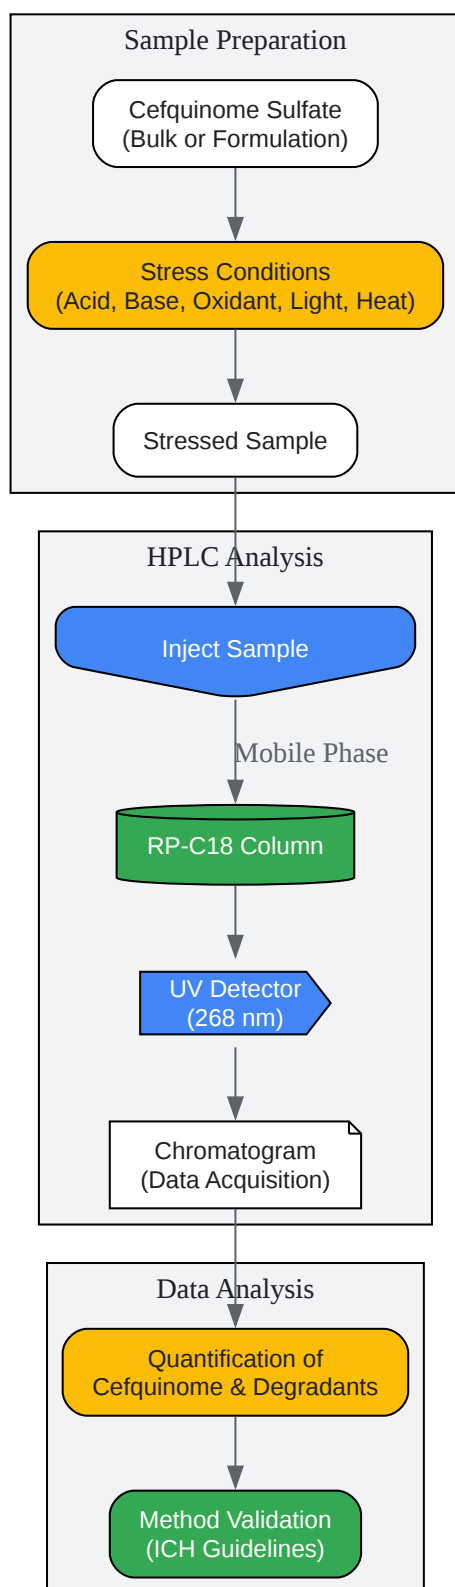 Sample Preparation
Cefquinome Sulfate
(Bulk or Formulation)
Stress Conditions
(Acid, Base, Oxidant, Light, Heat)
Stressed Sample
HPLC Analysis
Inject Sample
Mobile Phase
RP-C18 Column
UV Detector
(268 nm)
Chromatogram
(Data Acquisition)
Data Analysis
Quantification of
Cefquinome & Degradants
Method Validation
(ICH Guidelines)